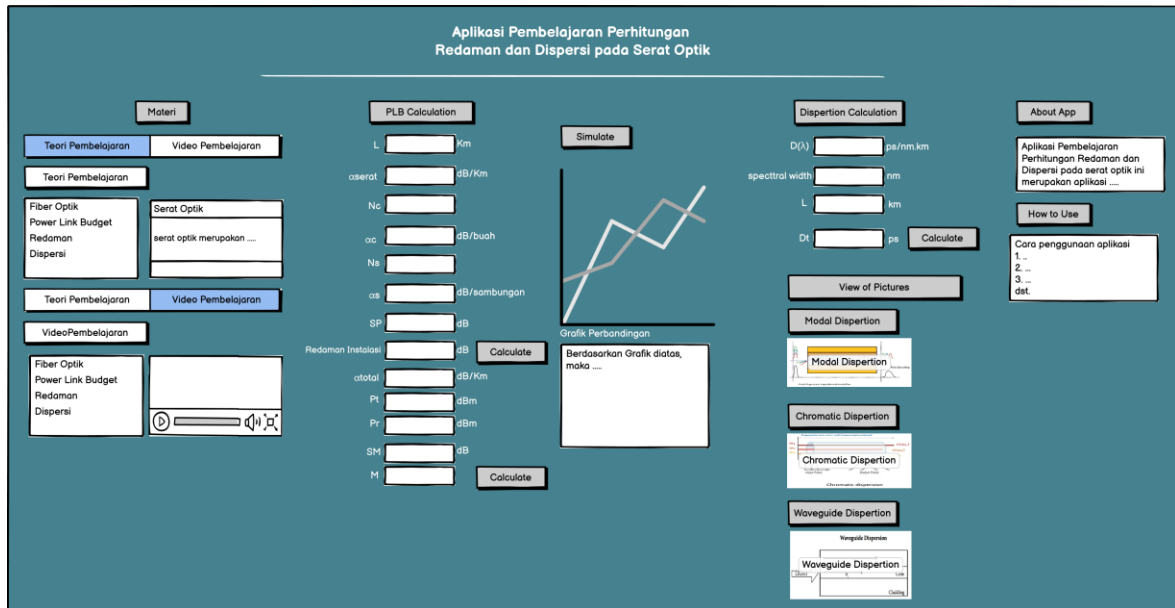 Aplikasi Pembelajaran Perhitungan
Redaman dan Dispersi pada Serat Optik
Materi
Teori Pembelajaran
Video Pembelajaran
Teori Pembelajaran
Fiber Optik
Power Link Budget
Redaman
Dispersi
Serat Optik
serat optik merupakan .....
Teori Pembelajaran
Video Pembelajaran
VideoPembelajaran
Fiber Optik
Power Link Budget
Redaman
Dispersi
PLB Calculation
L Km
αserat dB/Km
Nc
αc dB/buah
Ns
αs dB/sambungan
SP dB
Redaman Instalasi dB Calculate
αtotal dB/Km
Pt dBm
Pr dBm
SM dB
M Calculate
Simulate
Grafik Perbandingan
Berdasarkan Grafik diatas,
maka .....
Dispertion Calculation
D(λ) ps/nm.km
specttral width nm
L km
Dt ps Calculate
View of Pictures
Modal Dispertion
Modal Dispertion
Chromatic Dispertion
Chromatic Dispertion
Chromatic dispersion
Waveguide Dispertion
Waveguide Dispersion
Waveguide Dispertion
Cladding
About App
Aplikasi Pembelajaran
Perhitungan Redaman dan
Dispersi pada serat optik ini
merupakan aplikasi .....
How to Use
Cara penggunaan aplikasi
1. ..
2. ...
3. ...
dst.